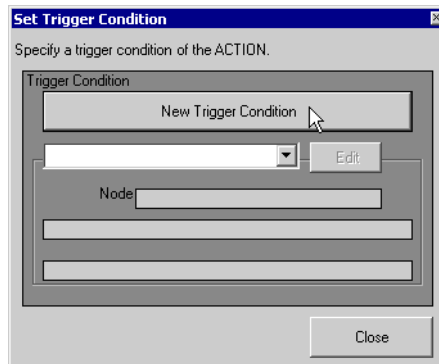 Set Trigger Condition
Specify a trigger condition of the ACTION.
Trigger Condition
New Trigger Condition
Edit
Node
Close